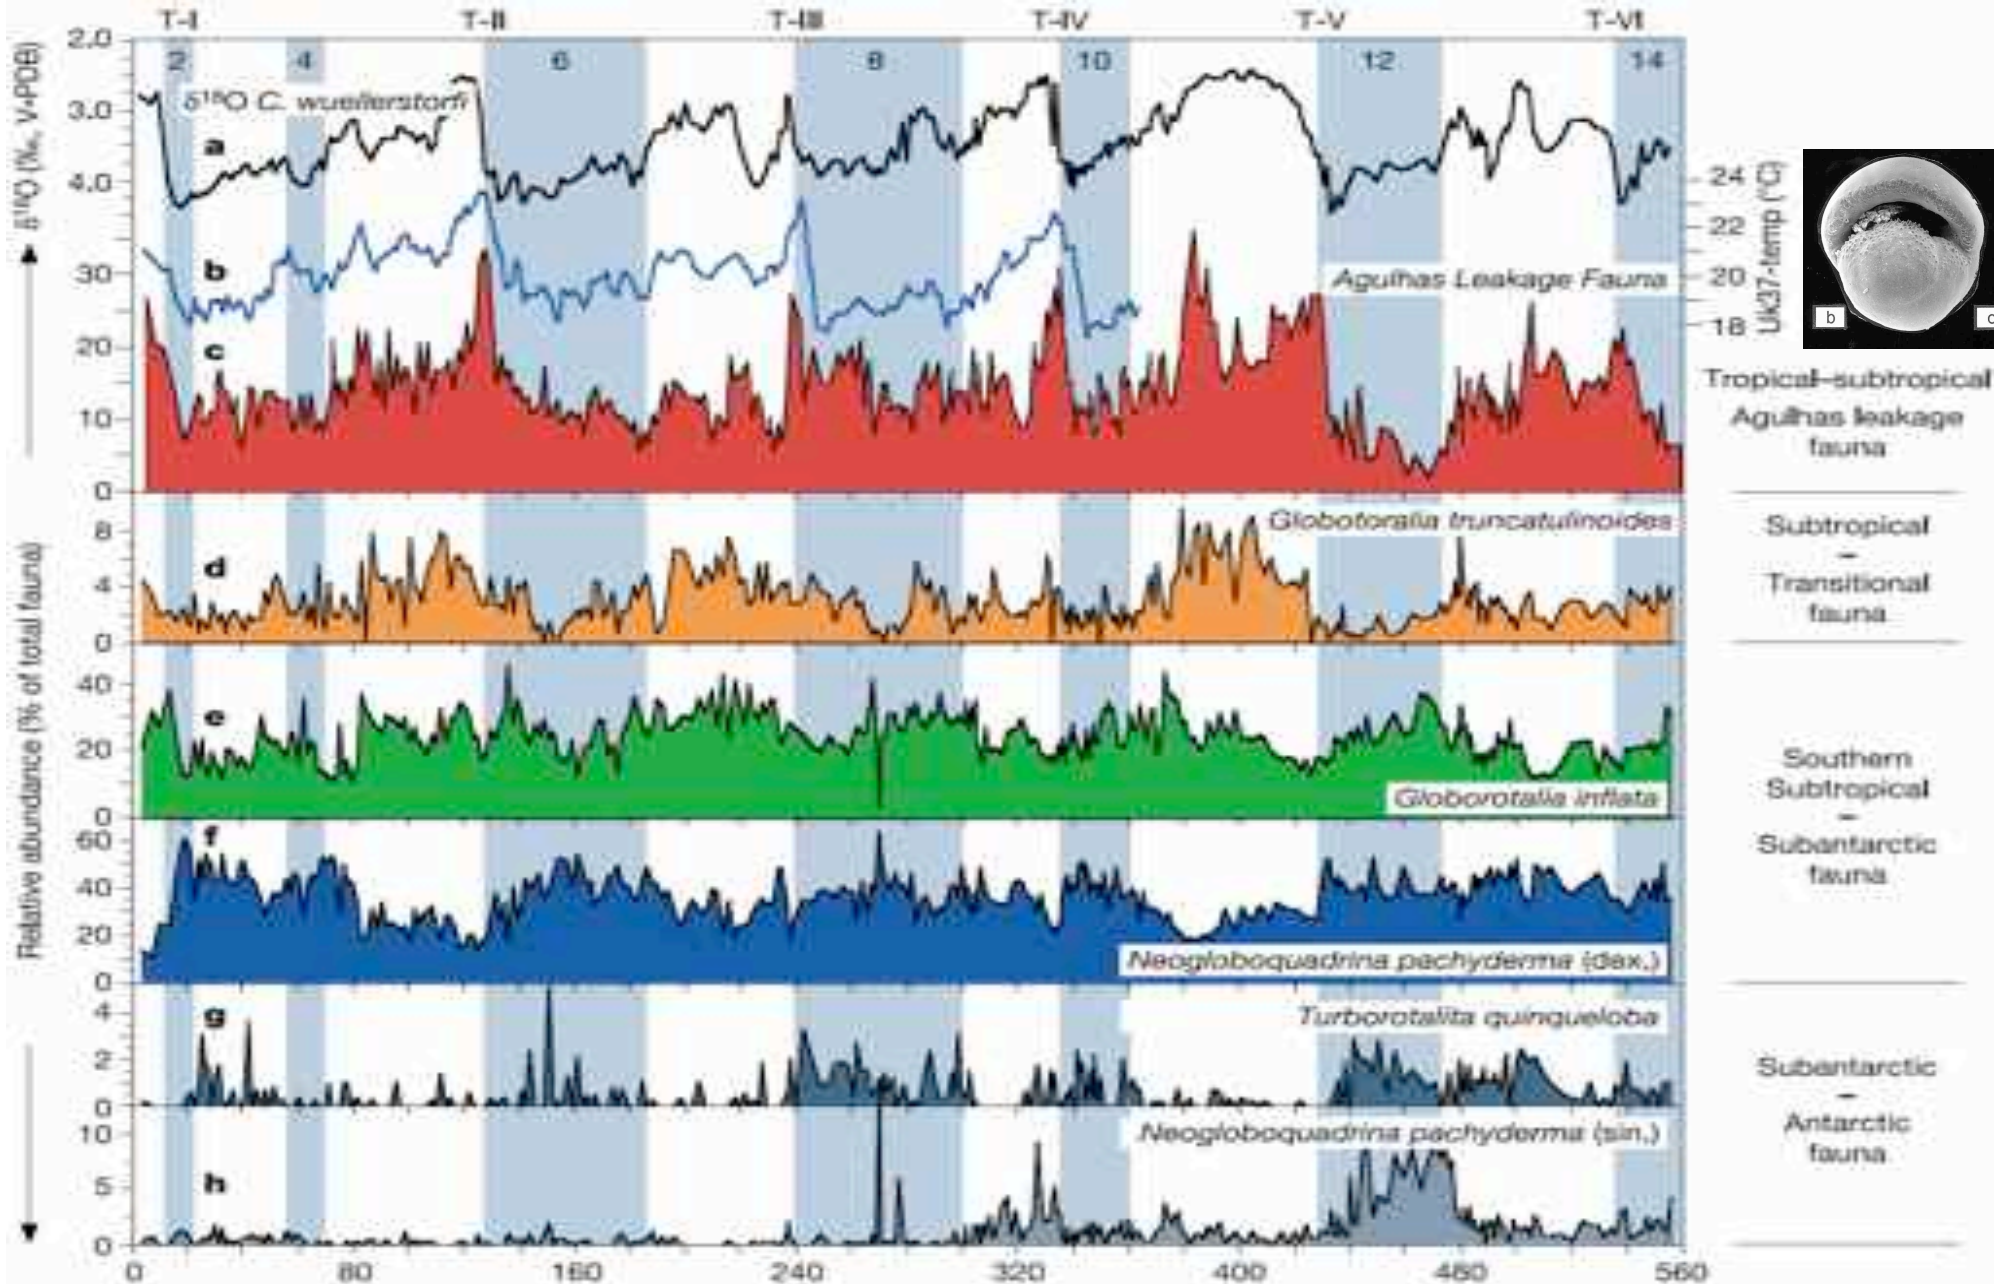 T-I T-II T-III T-IV T-V T-VI
2 4 6 8 10 12 14
δ¹⁸O (‰, V-PDB)
2.0
3.0
4.0
δ¹⁸O C. wuellerstorfi
a
24
22
20
18
Uk37-temp (°C)
b c
b
Agulhas Leakage Fauna
30
20
10
0
c
Tropical–subtropical
Agulhas leakage
fauna
Relative abundance (% of total fauna)
Globotoralia truncatulinoides
8
4
0
d
Subtropical
–
Transitional
fauna
40
20
0
e
Globorotalia inflata
Southern
Subtropical
–
Subantarctic
fauna
60
40
20
0
f
Neogloboquadrina pachyderma (dex.)
4
2
0
g
Turborotalita quinqueloba
Subantarctic
–
Antarctic
fauna
Neogloboquadrina pachyderma (sin.)
10
5
0
h
0 80 160 240 320 400 480 560